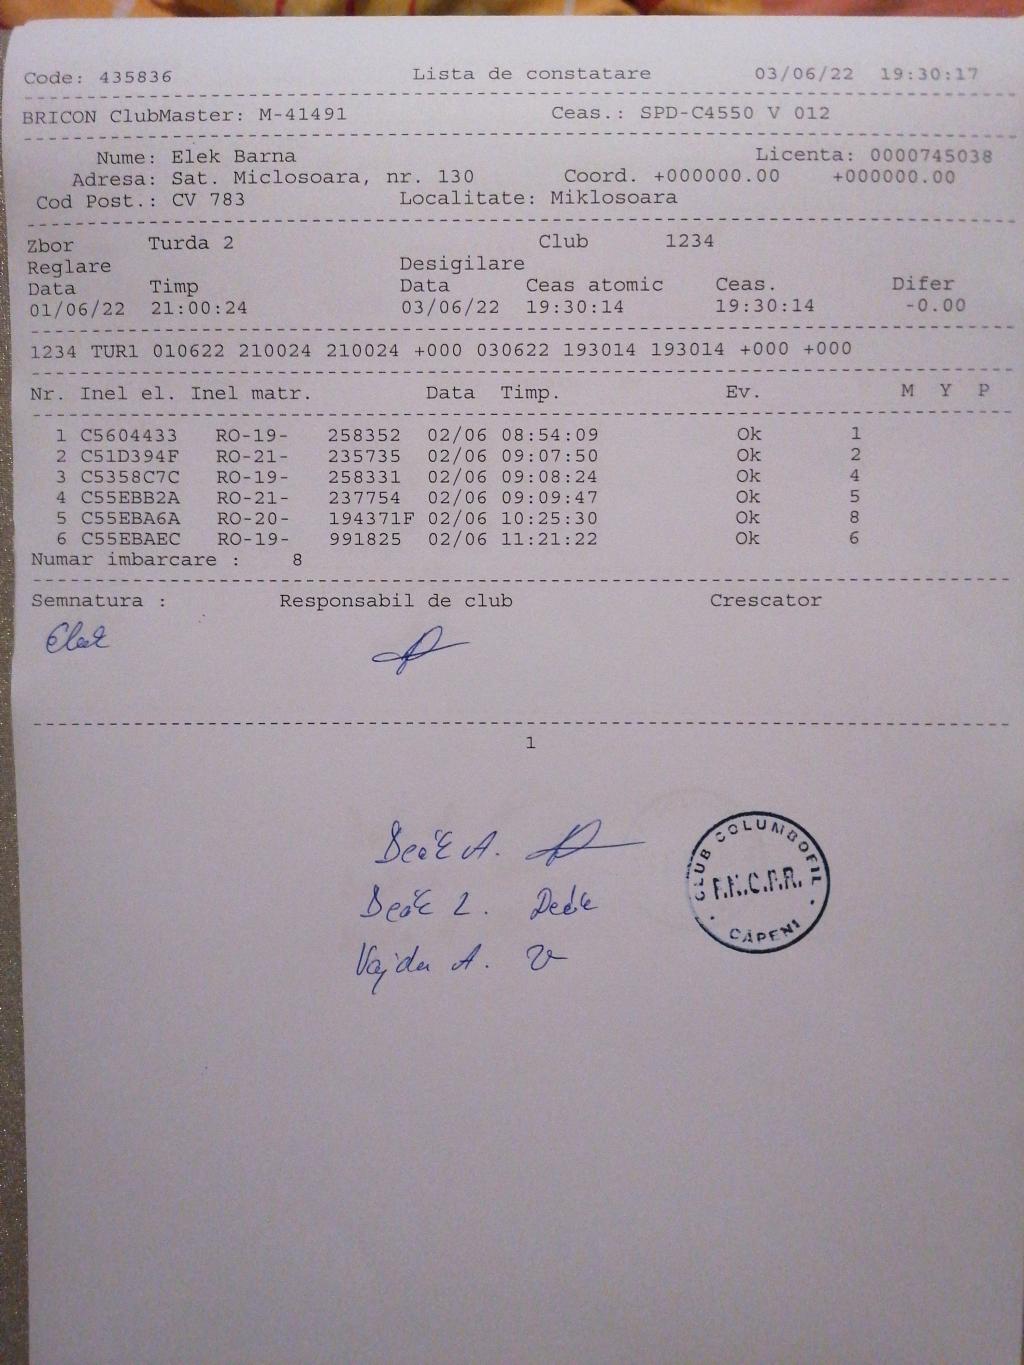 Code: 435836 Lista de constatare 03/06/22 19:30:17
BRICON ClubMaster: M-41491 Ceas.: SPD-C4550 V 012
Nume: Elek Barna Licenta: 0000745038
Adresa: Sat. Miclosoara, nr. 130 Coord. +000000.00 +000000.00
Cod Post.: CV 783 Localitate: Miklosoara
Zbor Turda 2 Club 1234
Reglare Desigilare
Data Timp Data Ceas atomic Ceas. Difer
01/06/22 21:00:24 03/06/22 19:30:14 19:30:14 -0.00
1234 TUR1 010622 210024 210024 +000 030622 193014 193014 +000 +000
Nr. Inel el. Inel matr. Data Timp. Ev. M Y P
1 C5604433 RO-19- 258352 02/06 08:54:09 Ok 1
2 C51D394F RO-21- 235735 02/06 09:07:50 Ok 2
3 C5358C7C RO-19- 258331 02/06 09:08:24 Ok 4
4 C55EBB2A RO-21- 237754 02/06 09:09:47 Ok 5
5 C55EBA6A RO-20- 194371F 02/06 10:25:30 Ok 8
6 C55EBAEC RO-19- 991825 02/06 11:21:22 Ok 6
Numar imbarcare : 8
Semnatura : Responsabil de club Crescator
Elek
1
Deák A.
Deák L. Deák
Vajda A. V
CLUB COLUMBOFIL
CĂPENI